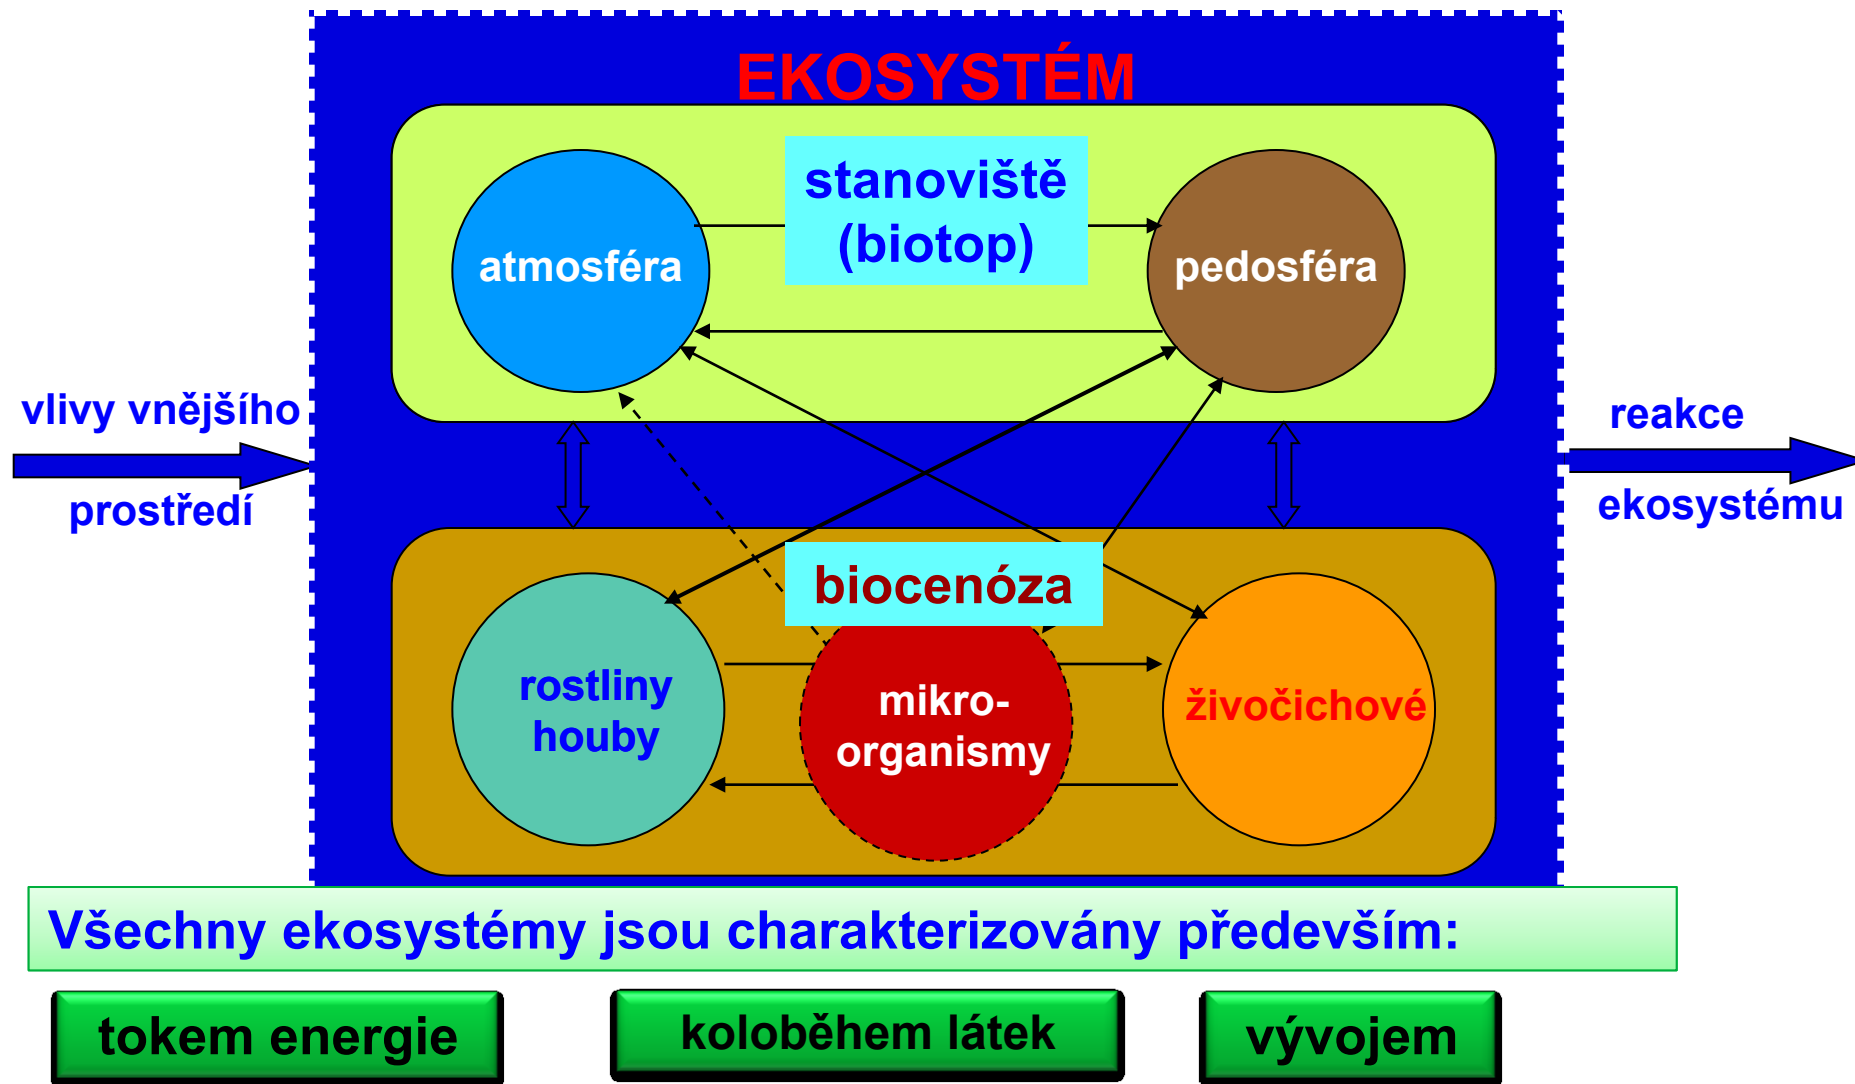 EKOSYSTÉM
stanoviště
(biotop)
atmosféra
pedosféra
vlivy vnějšího
prostředí
reakce
ekosystému
biocenóza
rostliny
houby
mikro-
organismy
živočichové
Všechny ekosystémy jsou charakterizovány především:
tokem energie
koloběhem látek
vývojem